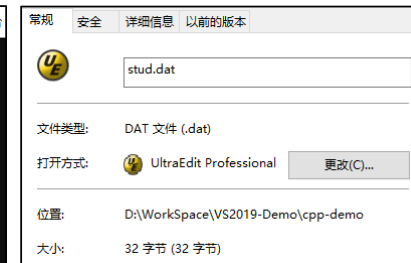 常规 安全 详细信息 以前的版本
stud.dat
文件类型: DAT 文件 (.dat)
打开方式: UltraEdit Professional 更改(C)...
位置: D:\WorkSpace\VS2019-Demo\cpp-demo
大小: 32 字节 (32 字节)